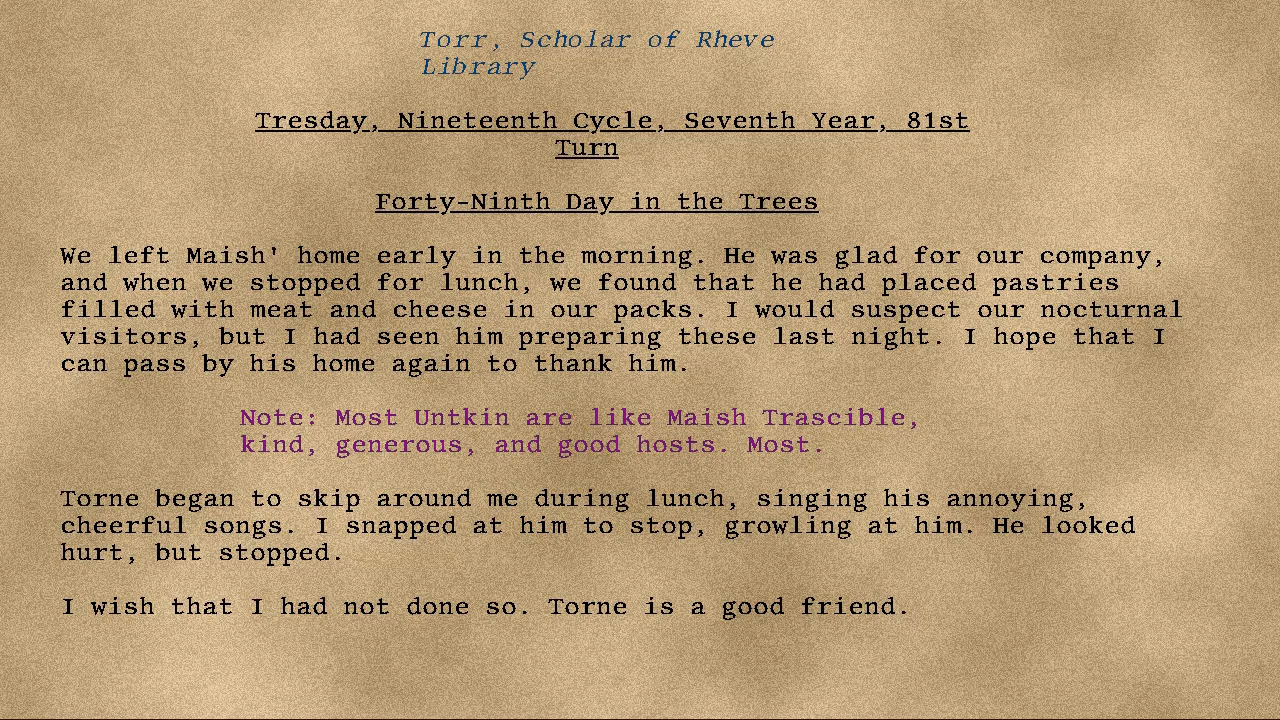 Torr, Scholar of Rheve
Library
Tresday, Nineteenth Cycle, Seventh Year, 81st
Turn
Forty-Ninth Day in the Trees
We left Maish' home early in the morning. He was glad for our company,
and when we stopped for lunch, we found that he had placed pastries
filled with meat and cheese in our packs. I would suspect our nocturnal
visitors, but I had seen him preparing these last night. I hope that I
can pass by his home again to thank him.
Note: Most Untkin are like Maish Trascible,
kind, generous, and good hosts. Most.
Torne began to skip around me during lunch, singing his annoying,
cheerful songs. I snapped at him to stop, growling at him. He looked
hurt, but stopped.
I wish that I had not done so. Torne is a good friend.